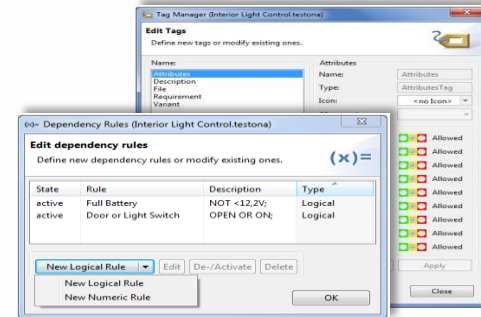 Tag Manager (Interior Light Control.testona)
Edit Tags
Define new tags or modify existing ones.
Name:
Attributes
Description
File
Requirement
Variant
Attributes
Name: Attributes
Type: AttributesTag
Icon: <no Icon>
Allowed
Allowed
Allowed
Allowed
Allowed
Allowed
Allowed
Allowed
Allowed
Allowed
Apply
Close
(x)= Dependency Rules (Interior Light Control.testona)
Edit dependency rules
Define new dependency rules or modify existing ones.
(x)=
State Rule Description Type
active Full Battery NOT <12,2V; Logical
active Door or Light Switch OPEN OR ON; Logical
New Logical Rule Edit De-/Activate Delete
New Logical Rule
New Numeric Rule
OK